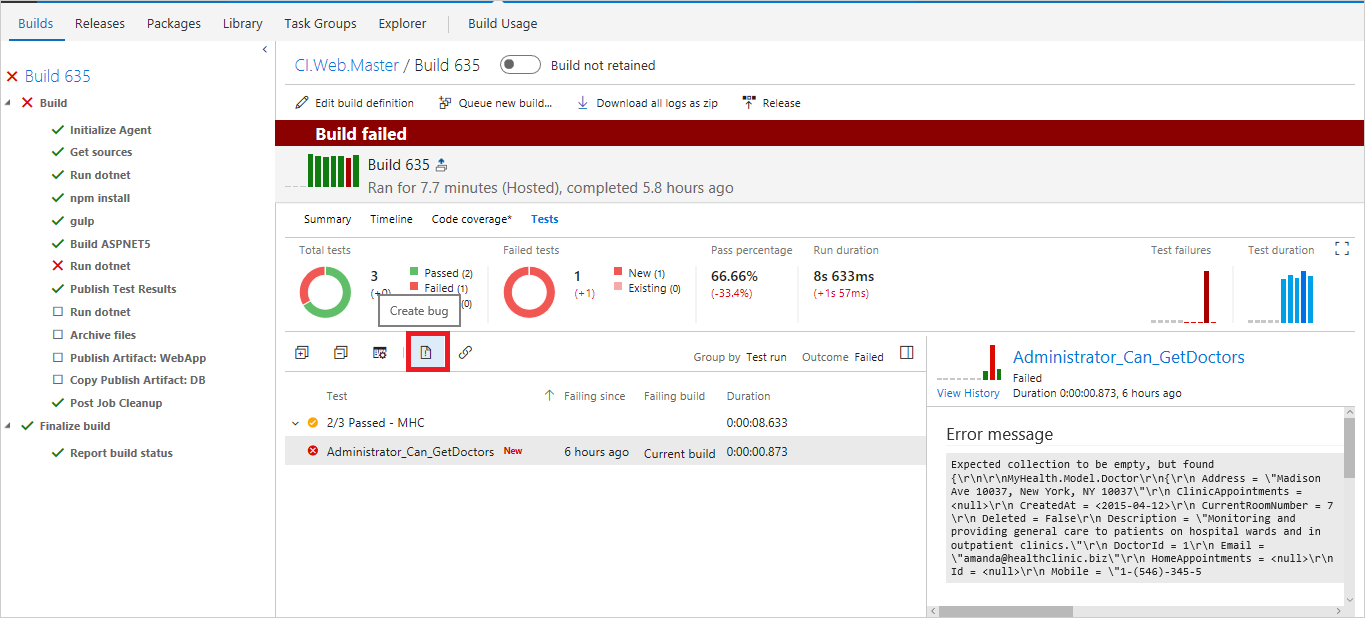 Builds Releases Packages Library Task Groups Explorer Build Usage
Build 635
Build
Initialize Agent
Get sources
Run dotnet
npm install
gulp
Build ASPNET5
Run dotnet
Publish Test Results
Run dotnet
Archive files
Publish Artifact: WebApp
Copy Publish Artifact: DB
Post Job Cleanup
Finalize build
Report build status
CI.Web.Master / Build 635 Build not retained
Edit build definition Queue new build... Download all logs as zip Release
Build failed
Build 635
Ran for 7.7 minutes (Hosted), completed 5.8 hours ago
Summary Timeline Code coverage* Tests
Total tests Failed tests Pass percentage Run duration Test failures Test duration
3 Passed (2) 1 New (1) 66.66% 8s 633ms
(+0) Failed (1) (+1) Existing (0) (-33.4%) (+1s 57ms)
(0)
Create bug
Group by Test run Outcome Failed
Test Failing since Failing build Duration
2/3 Passed - MHC 0:00:08.633
Administrator_Can_GetDoctors New 6 hours ago Current build 0:00:00.873
Administrator_Can_GetDoctors
Failed
View History Duration 0:00:00.873, 6 hours ago
Error message
Expected collection to be empty, but found
{\r\n\r\nMyHealth.Model.Doctor\r\n{\r\n Address = \"Madison
Ave 10037, New York, NY 10037\"\r\n ClinicAppointments =
<null>\r\n CreatedAt = <2015-04-12>\r\n CurrentRoomNumber = 7
\r\n Deleted = False\r\n Description = \"Monitoring and
providing general care to patients on hospital wards and in
outpatient clinics.\"\r\n DoctorId = 1\r\n Email =
\"amanda@healthclinic.biz\"\r\n HomeAppointments = <null>\r\n
Id = <null>\r\n Mobile = \"1-(546)-345-5